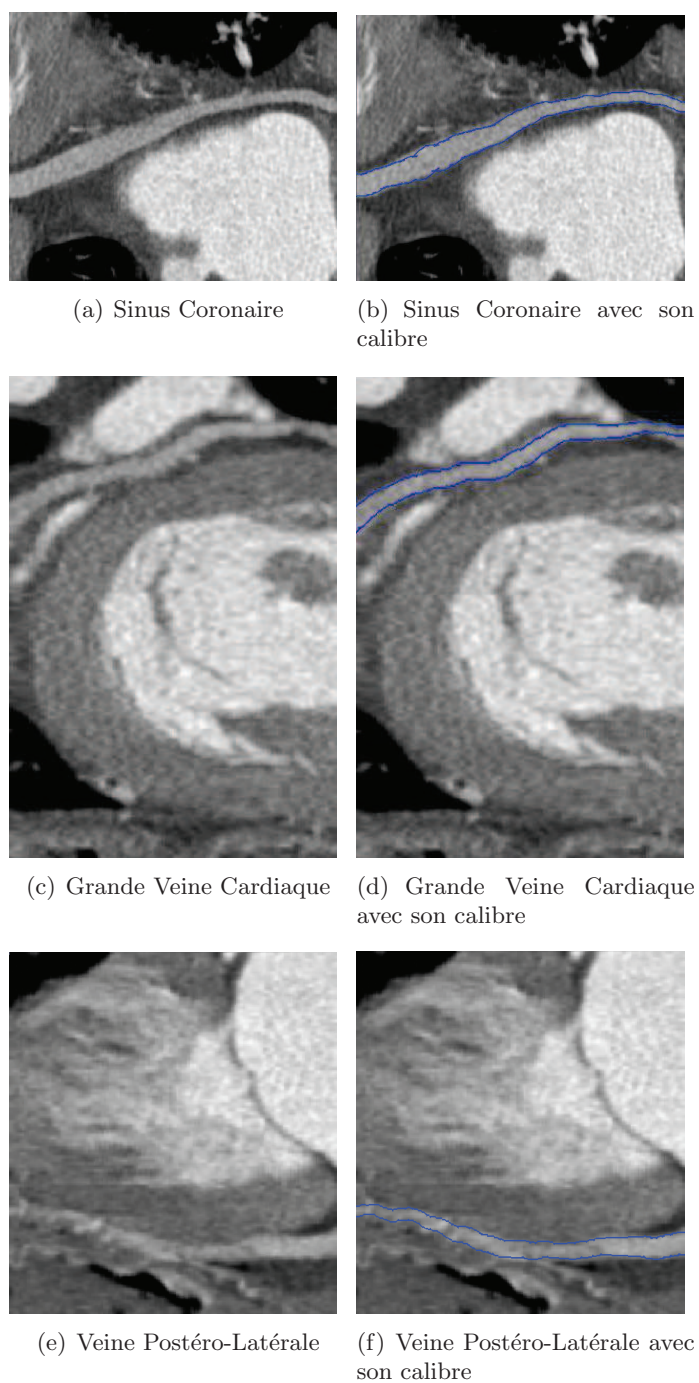 (a) Sinus Coronaire
(b) Sinus Coronaire avec son
calibre
(c) Grande Veine Cardiaque
(d) Grande Veine Cardiaque
avec son calibre
(e) Veine Postéro-Latérale
(f) Veine Postéro-Latérale avec
son calibre